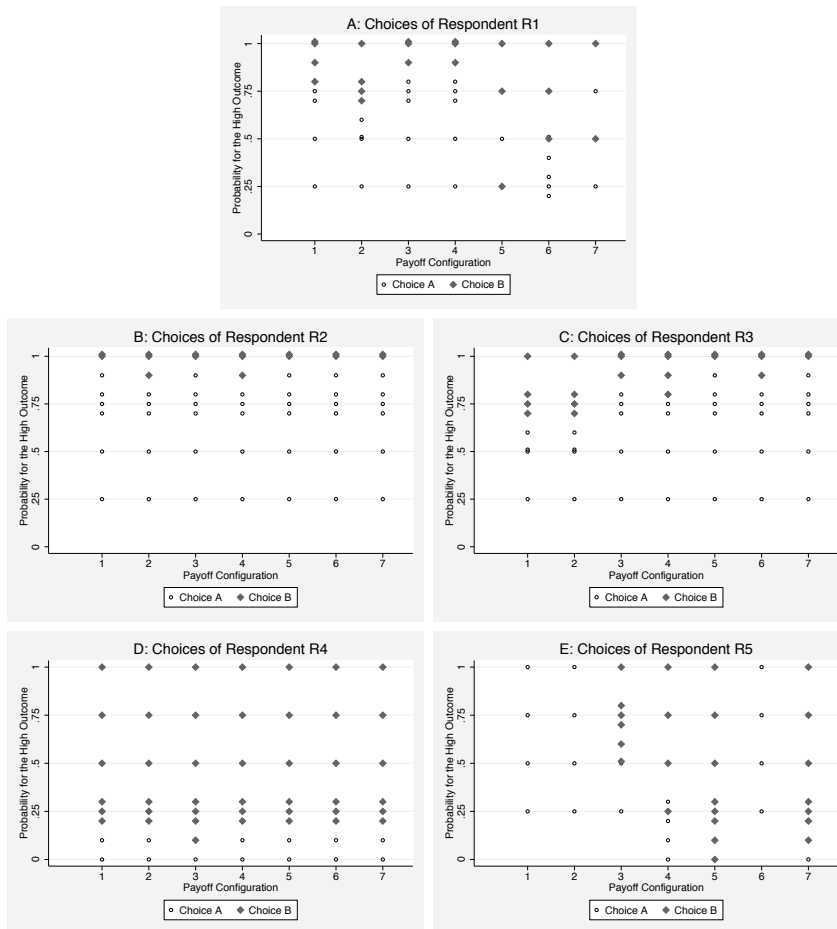 A: Choices of Respondent R1
Probability for the High Outcome
1
.75
.5
.25
0
1 2 3 4 5 6 7
Payoff Configuration
Choice A Choice B
B: Choices of Respondent R2
Probability for the High Outcome
1
.75
.5
.25
0
1 2 3 4 5 6 7
Payoff Configuration
Choice A Choice B
C: Choices of Respondent R3
Probability for the High Outcome
1
.75
.5
.25
0
1 2 3 4 5 6 7
Payoff Configuration
Choice A Choice B
D: Choices of Respondent R4
Probability for the High Outcome
1
.75
.5
.25
0
1 2 3 4 5 6 7
Payoff Configuration
Choice A Choice B
E: Choices of Respondent R5
Probability for the High Outcome
1
.75
.5
.25
0
1 2 3 4 5 6 7
Payoff Configuration
Choice A Choice B